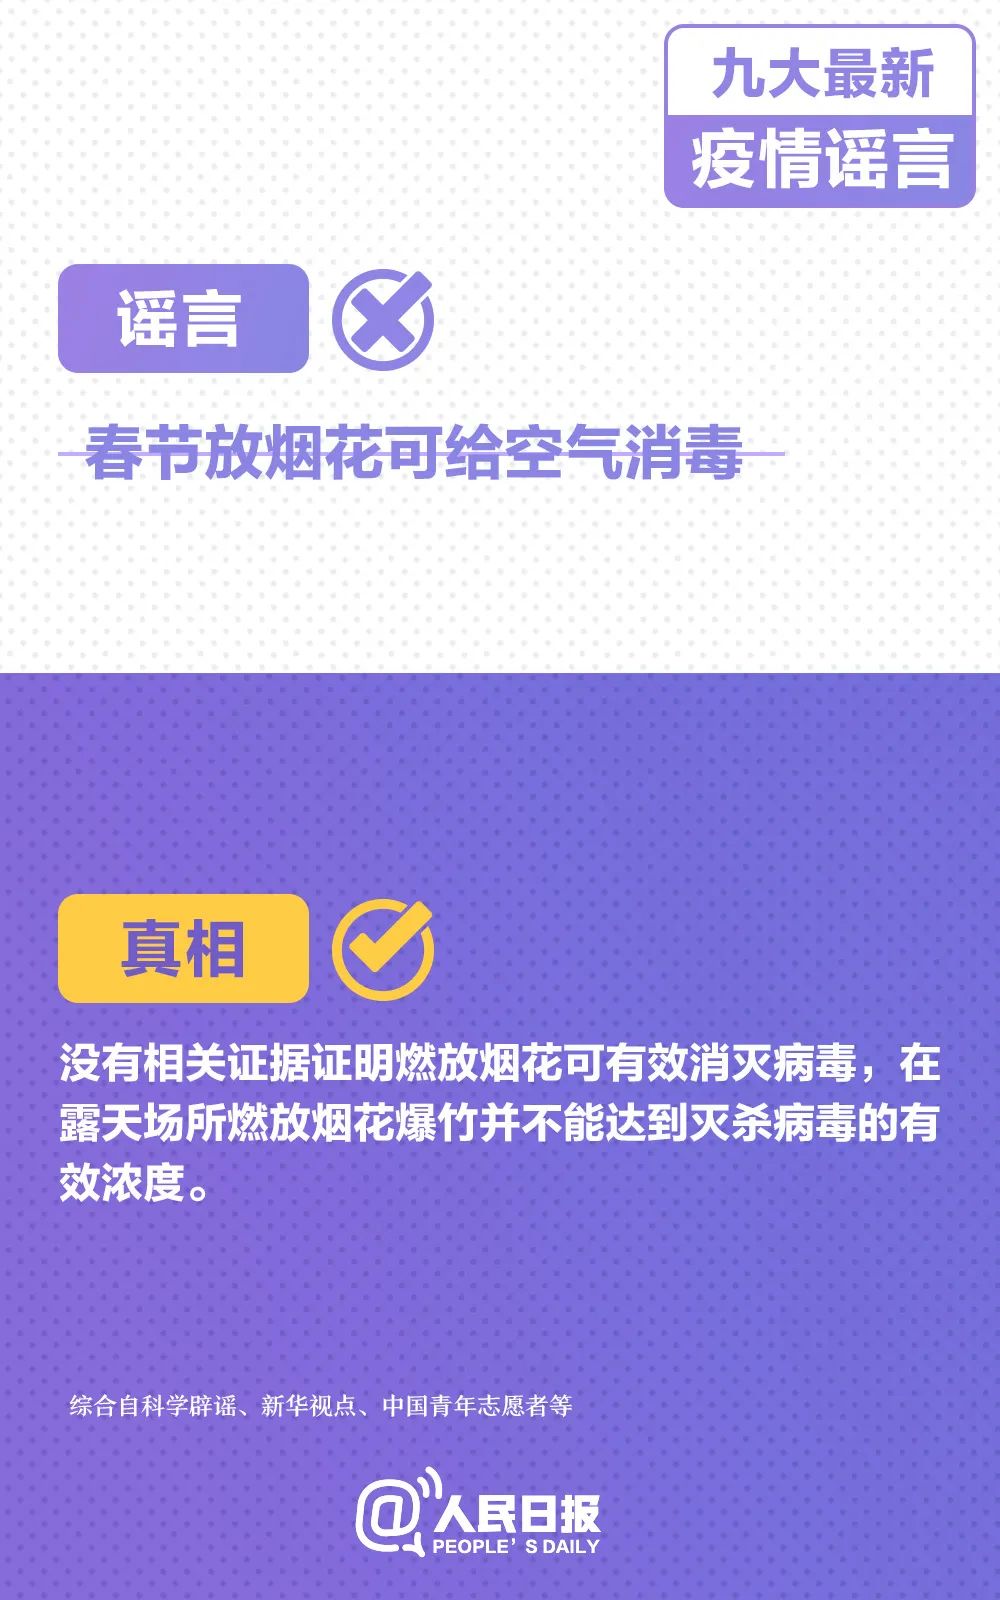 九大最新
疫情谣言
谣言
春节放烟花可给空气消毒
真相
没有相关证据证明燃放烟花可有效消灭病毒，在
露天场所燃放烟花爆竹并不能达到灭杀病毒的有
效浓度。
综合自科学辟谣、新华视点、中国青年志愿者等
@人民日报
PEOPLE'S DAILY